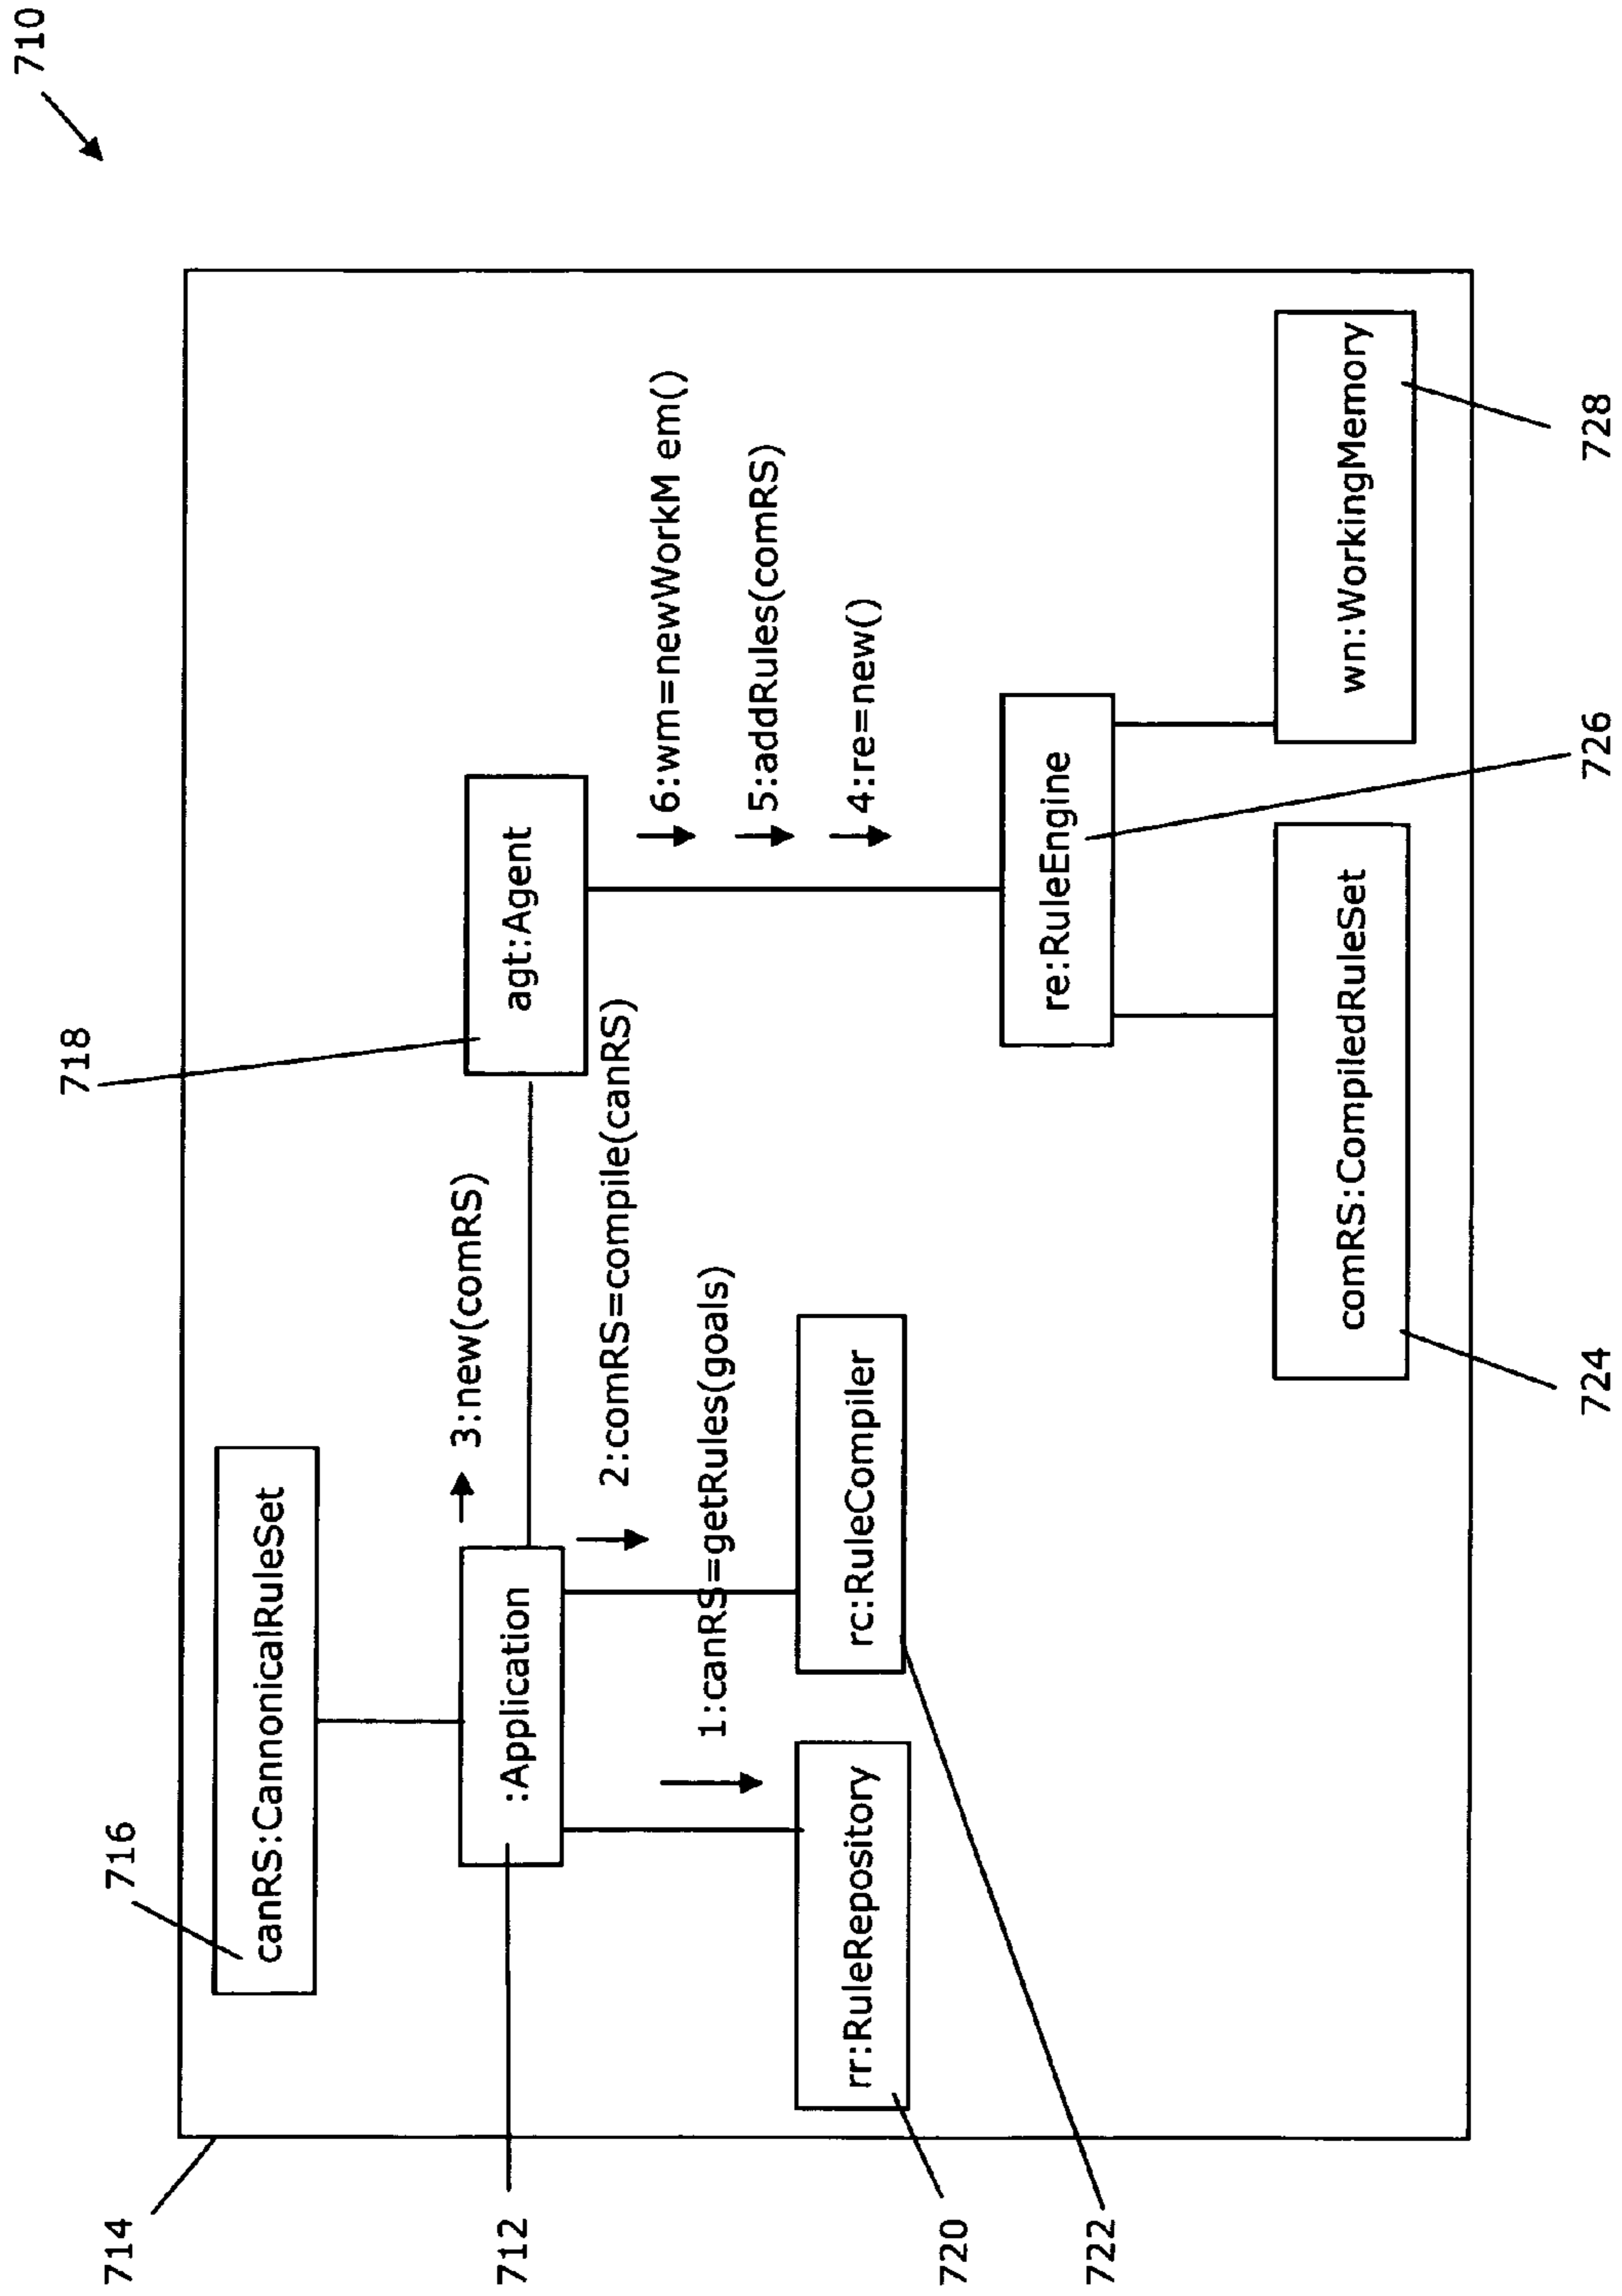 710
714
716
718
canRS:CannonicalRuleSet
3:new(comRS)
712
:Application
agt:Agent
2:comRS=compile(canRS)
6:wm=newWorkM em()
1:canRS=getRules(goals)
5:addRules(comRS)
4:re=new()
rr:RuleRepository
rc:RuleCompiler
720
re:RuleEngine
722
comRS:CompiledRuleSet
wn:WorkingMemory
724
726
728